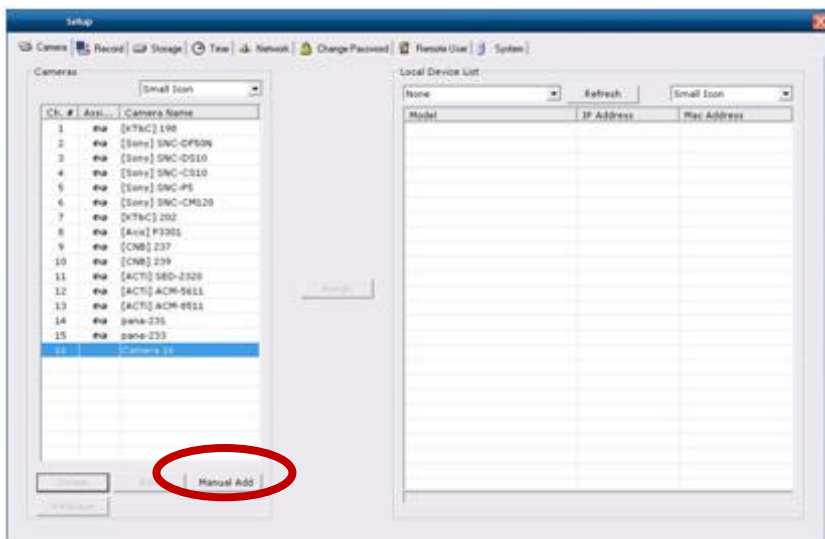 Setup
Camera Record Storage Time Network Change Password Remote User System
Cameras
Small Icon
Ch. # Assi... Camera Name
1 [KT&C] 198
2 [Sony] SNC-DF50N
3 [Sony] SNC-DS10
4 [Sony] SNC-CS10
5 [Sony] SNC-P5
6 [Sony] SNC-CM120
7 [KT&C] 202
8 [Axis] P3301
9 [CNB] 237
10 [CNB] 239
11 [ACTi] SED-2320
12 [ACTi] ACM-5611
13 [ACTi] ACM-8511
14 pana-231
15 pana-233
16 Camera 16
Manual Add
Assign
Local Device List
None Refresh Small Icon
Model IP Address Mac Address